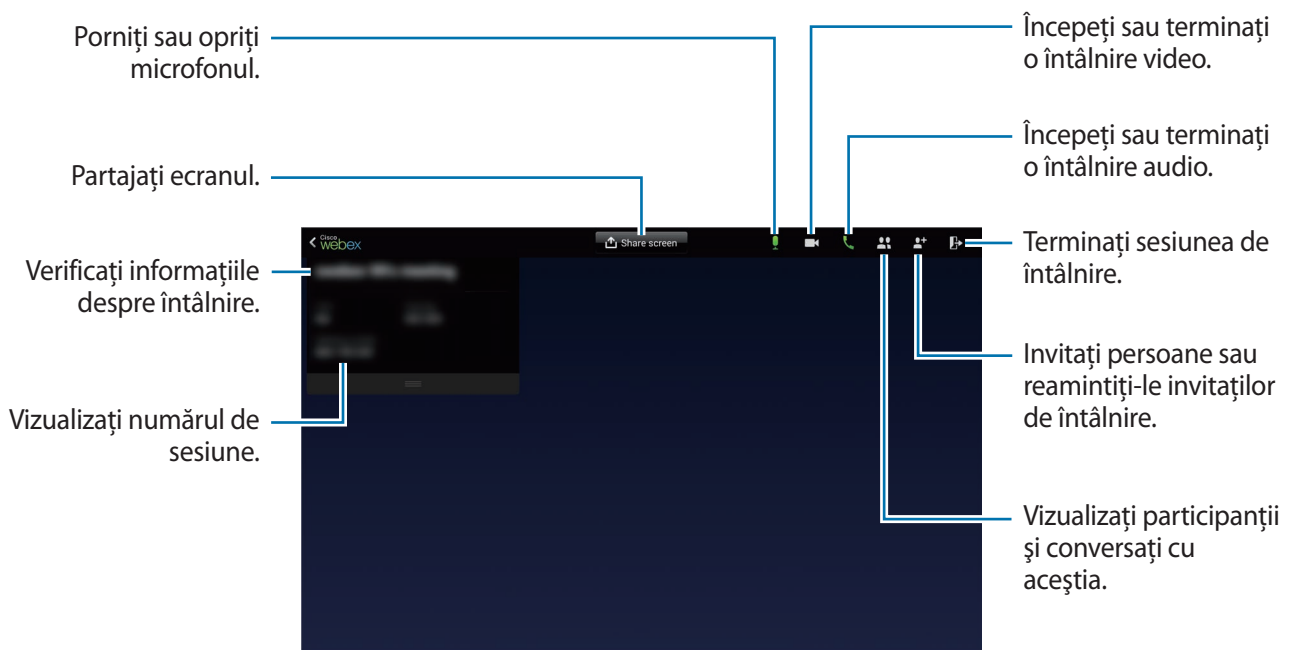 Porniți sau opriți
microfonul.
Începeți sau terminați
o întâlnire video.
Partajați ecranul.
Începeți sau terminați
o întâlnire audio.
Cisco
webex
Share screen
Verificați informațiile
despre întâlnire.
Terminați sesiunea de
întâlnire.
Vizualizați numărul de
sesiune.
Invitați persoane sau
reamintiți-le invitaților
de întâlnire.
Vizualizați participanții
şi conversați cu
aceştia.